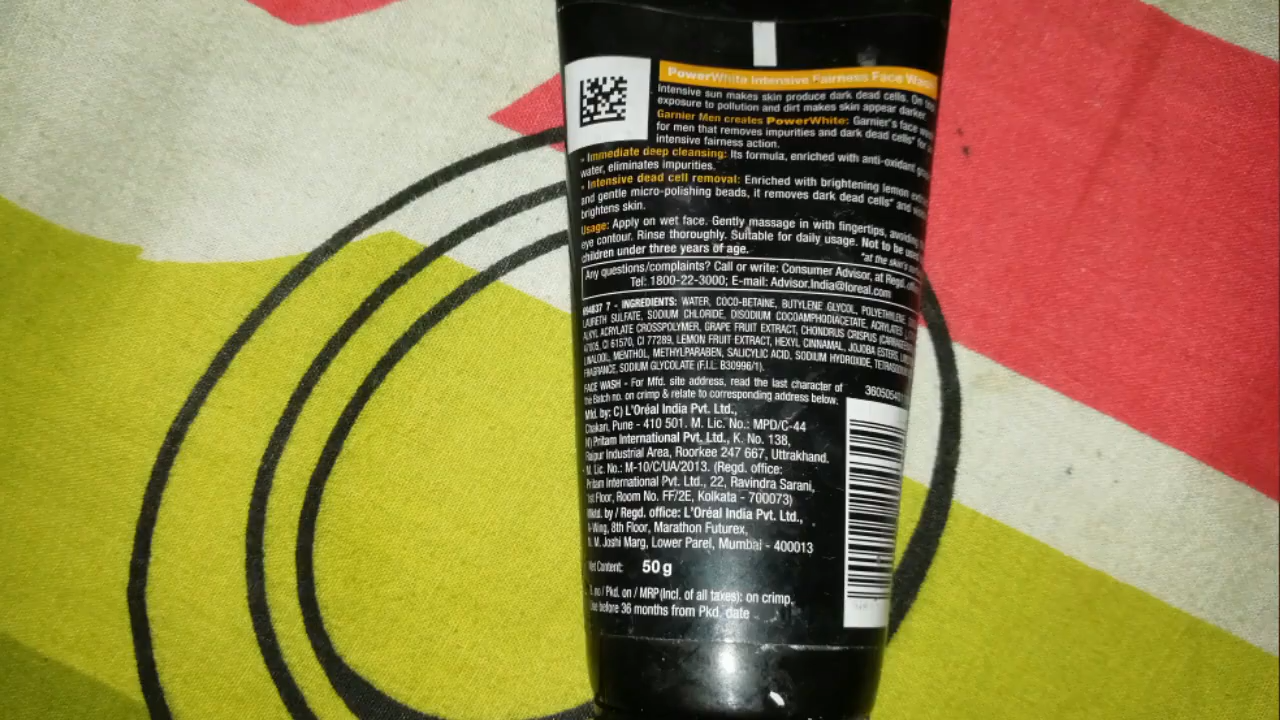 PowerWhite Intensive Fairness Face Wash
Intensive sun makes skin produce dark dead cells. On
exposure to pollution and dirt makes skin appear darker.
Garnier Men creates PowerWhite: Garnier's face
for men that removes impurities and dark dead cells* for
intensive fairness action.
- Immediate deep cleansing: Its formula, enriched with anti-oxidant
water, eliminates impurities.
- Intensive dead cell removal: Enriched with brightening lemon
and gentle micro-polishing beads, it removes dark dead cells* and
brightens skin.
Usage: Apply on wet face. Gently massage in with fingertips, avoiding
eye contour. Rinse thoroughly. Suitable for daily usage. Not to be used
children under three years of age.
*at the skin's
Any questions/complaints? Call or write: Consumer Advisor, at Regd.
Tel: 1800-22-3000; E-mail: Advisor.India@loreal.com
7 - INGREDIENTS: WATER, COCO-BETAINE, BUTYLENE GLYCOL, POLYETHYLENE,
LAURETH SULFATE, SODIUM CHLORIDE, DISODIUM COCOAMPHODIACETATE, ACRYLATES
ALKYL ACRYLATE CROSSPOLYMER, GRAPE FRUIT EXTRACT, CHONDRUS CRISPUS
CI 61570, CI 77289, LEMON FRUIT EXTRACT, HEXYL CINNAMAL, JOJOBA ESTERS,
LINALOOL, MENTHOL, METHYLPARABEN, SALICYLIC ACID, SODIUM HYDROXIDE,
FRAGRANCE, SODIUM GLYCOLATE (F.I.L. B30996/1).
FACE WASH - For Mfd. site address, read the last character of
the Batch no. on crimp & relate to corresponding address below.
3605054
Mfd. by: C) L'Oréal India Pvt. Ltd.,
Chakan, Pune - 410 501. M. Lic. No.: MPD/C-44
N) Pritam International Pvt. Ltd., K. No. 138,
Raipur Industrial Area, Roorkee 247 667, Uttrakhand.
M. Lic. No.: M-10/C/UA/2013. (Regd. office:
Pritam International Pvt. Ltd., 22, Ravindra Sarani,
1st Floor, Room No. FF/2E, Kolkata - 700073)
Mktd. by / Regd. office: L'Oréal India Pvt. Ltd.,
A-Wing, 8th Floor, Marathon Futurex,
M. Joshi Marg, Lower Parel, Mumbai - 400013
Net Content: 50 g
no / Pkd. on / MRP(Incl. of all taxes): on crimp.
Use before 36 months from Pkd. date